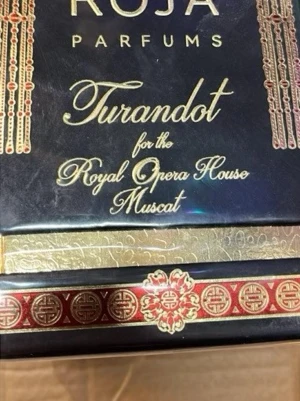 ROJA
PARFUMS
Turandot
for the
Royal Opera House
Muscat